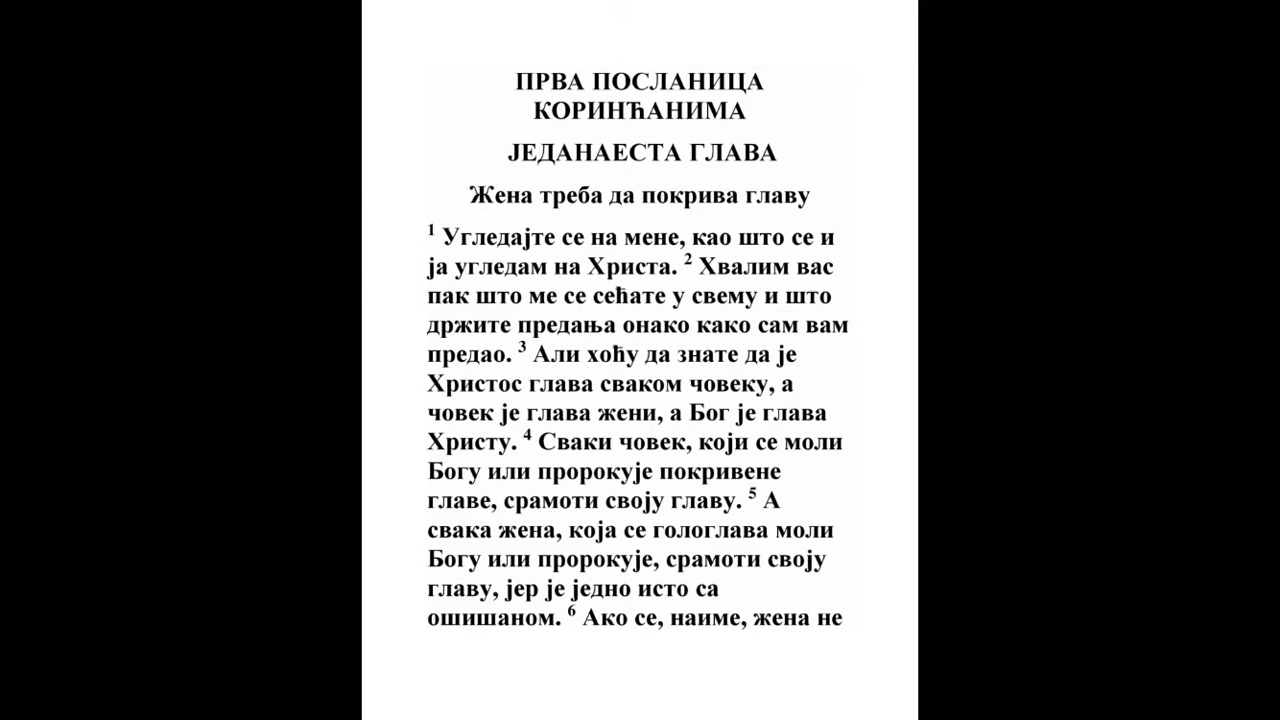 ПРВА ПОСЛАНИЦА
КОРИНЋАНИМА
ЈЕДАНАЕСТА ГЛАВА
Жена треба да покрива главу
¹ Угледајте се на мене, као што се и
ја угледам на Христа. ² Хвалим вас
пак што ме се сећате у свему и што
држите предања онако како сам вам
предао. ³ Али хоћу да знате да је
Христос глава сваком човеку, а
човек је глава жени, а Бог је глава
Христу. ⁴ Сваки човек, који се моли
Богу или пророкује покривене
главе, срамоти своју главу. ⁵ А
свака жена, која се гологлава моли
Богу или пророкује, срамоти своју
главу, јер је једно исто са
ошишаном. ⁶ Ако се, наиме, жена не